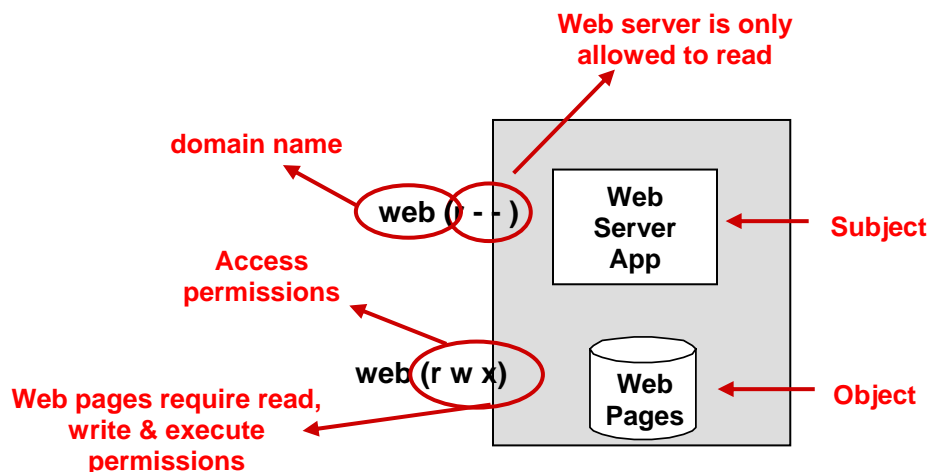 Web server is only
allowed to read
domain name
web (r - - )
Web
Server
App
Subject
Access
permissions
web (r w x)
Web
Pages
Object
Web pages require read,
write & execute
permissions